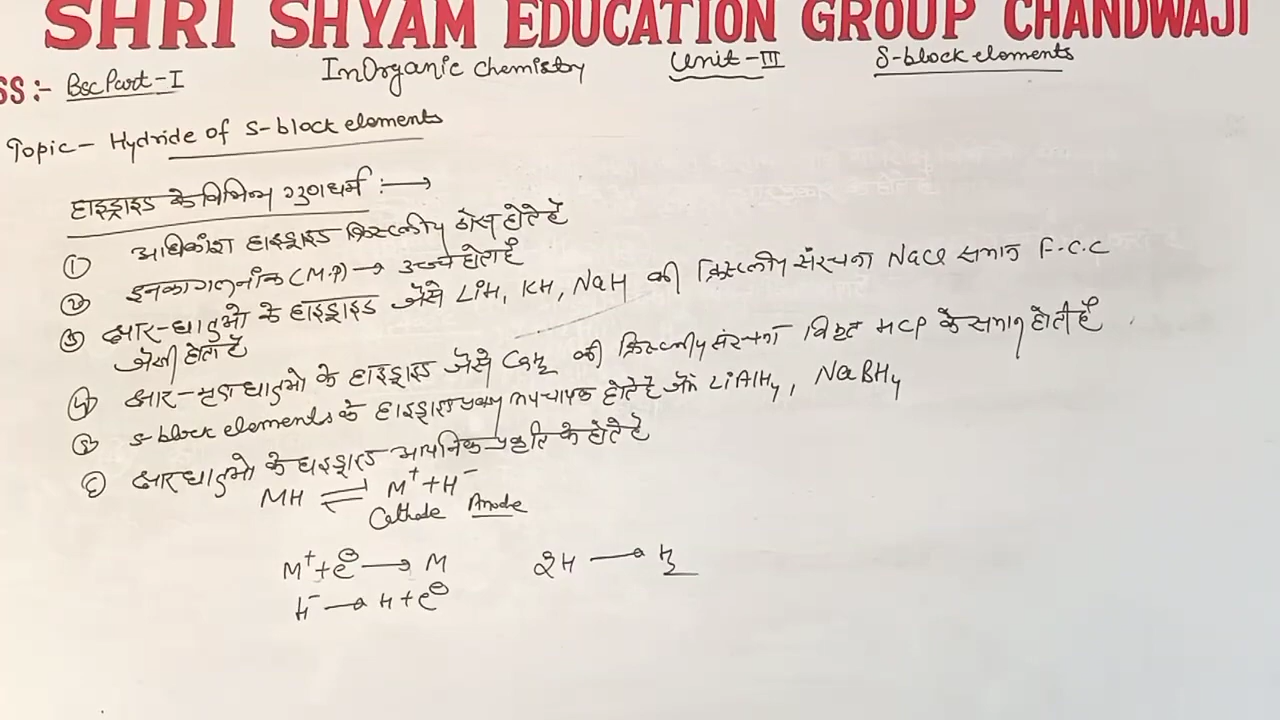 SHRI SHYAM EDUCATION GROUP CHANDWAJI
SS:- Bsc Part-I InOrganic Chemistry Unit-III S-block elements
Topic- Hydride of S-block elements
हाइड्राइड के विभिन्न गुणधर्म :→
① अधिकांश हाइड्राइड क्रिस्टलीय ठोस होते है
② इनका गलनांक (M.P) → उच्च होता है
③ क्षार-धातुओ के हाइड्राइड जैसे LiH, KH, NaH की क्रिस्टलीय संरचना NaCl समान F.C.C
जैसी होता है
④ क्षार-मृदा धातुओ के हाइड्राइड जैसे CaH2 की क्रिस्टलीय संरचना विकृत HCP के समान होती है
⑤ S-block elements के हाइड्राइड प्रबल अपचायक होते है जैसे LiAlH4, NaBH4
⑥ क्षार धातुओ के हाइड्राइड आयनिक प्रकृति के होते है
MH ⇌ M⁺ + H⁻
Cathode Anode
M⁺ + e⊖ → M 2H → H2
H⁻ → H + e⊖